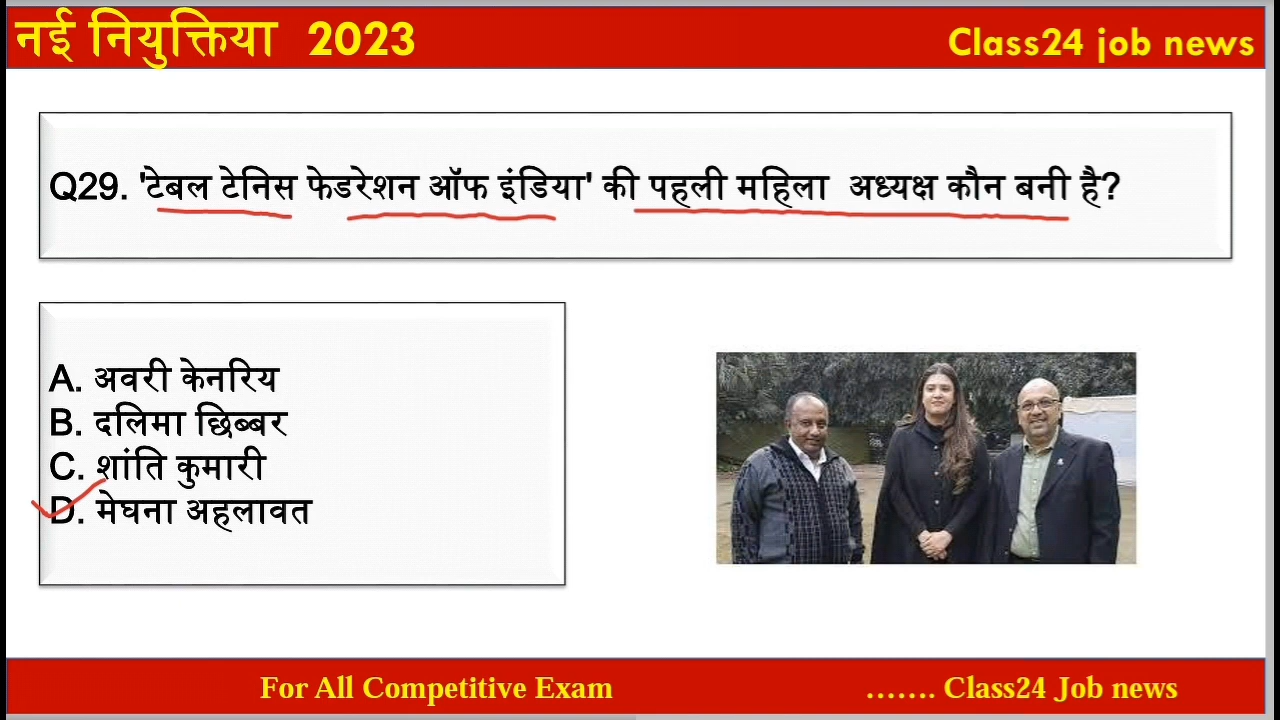 नई नियुक्तिया 2023
Class24 job news
Q29. 'टेबल टेनिस फेडरेशन ऑफ इंडिया' की पहली महिला अध्यक्ष कौन बनी है?
A. अवरी केनरिय
B. दलिमा छिब्बर
C. शांति कुमारी
D. मेघना अहलावत
For All Competitive Exam
....... Class24 Job news